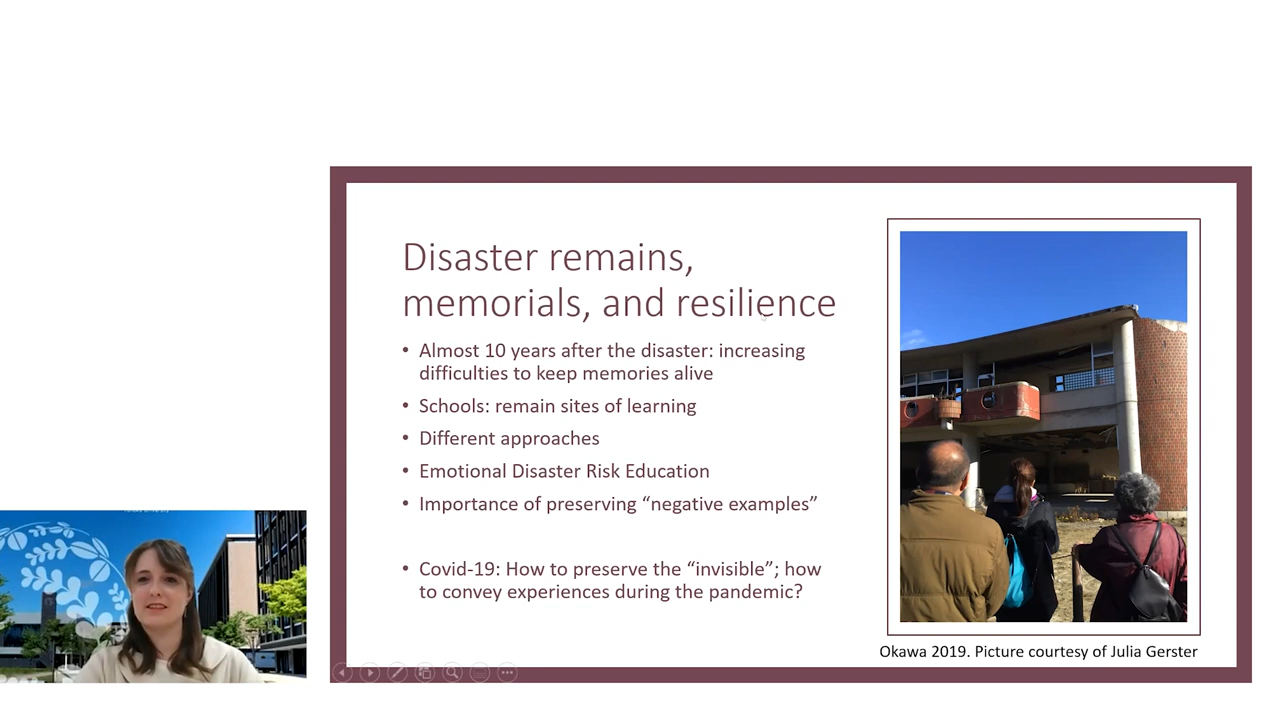 Disaster remains,
memorials, and resilience
• Almost 10 years after the disaster: increasing
difficulties to keep memories alive
• Schools: remain sites of learning
• Different approaches
• Emotional Disaster Risk Education
• Importance of preserving “negative examples”
• Covid-19: How to preserve the “invisible”; how
to convey experiences during the pandemic?
Okawa 2019. Picture courtesy of Julia Gerster